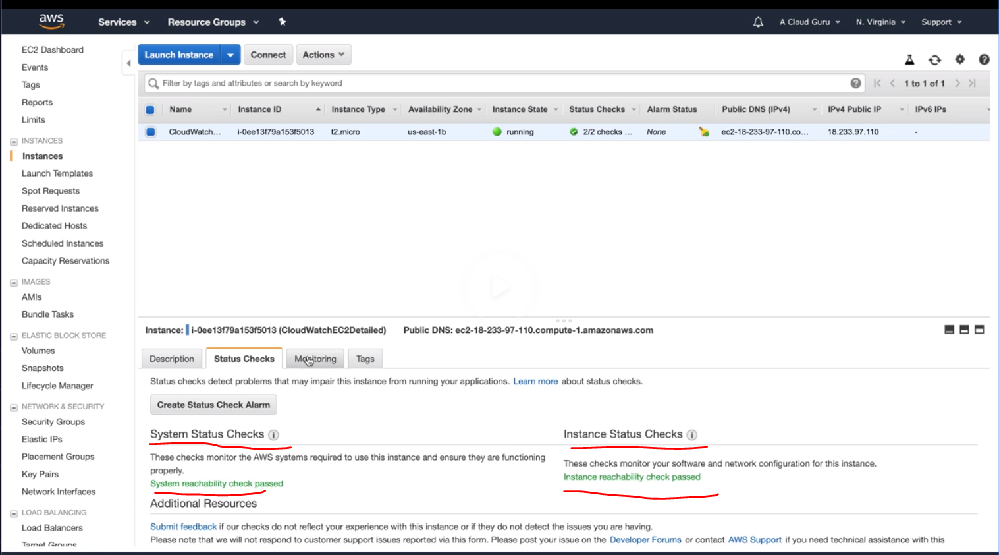 aws Services Resource Groups A Cloud Guru N. Virginia Support
EC2 Dashboard
Events
Tags
Reports
Limits
INSTANCES
Instances
Launch Templates
Spot Requests
Reserved Instances
Dedicated Hosts
Scheduled Instances
Capacity Reservations
IMAGES
AMIs
Bundle Tasks
ELASTIC BLOCK STORE
Volumes
Snapshots
Lifecycle Manager
NETWORK & SECURITY
Security Groups
Elastic IPs
Placement Groups
Key Pairs
Network Interfaces
LOAD BALANCING
Load Balancers
Target Groups
Launch Instance Connect Actions
Filter by tags and attributes or search by keyword 1 to 1 of 1
Name Instance ID Instance Type Availability Zone Instance State Status Checks Alarm Status Public DNS (IPv4) IPv4 Public IP IPv6 IPs
CloudWatch... i-0ee13f79a153f5013 t2.micro us-east-1b running 2/2 checks ... None ec2-18-233-97-110.co... 18.233.97.110 -
Instance: i-0ee13f79a153f5013 (CloudWatchEC2Detailed) Public DNS: ec2-18-233-97-110.compute-1.amazonaws.com
Description Status Checks Monitoring Tags
Status checks detect problems that may impair this instance from running your applications. Learn more about status checks.
Create Status Check Alarm
System Status Checks
These checks monitor the AWS systems required to use this instance and ensure they are functioning
properly.
System reachability check passed
Instance Status Checks
These checks monitor your software and network configuration for this instance.
Instance reachability check passed
Additional Resources
Submit feedback if our checks do not reflect your experience with this instance or if they do not detect the issues you are having.
Please note that we will not respond to customer support issues reported via this form. Please post your issue on the Developer Forums or contact AWS Support if you need technical assistance with this